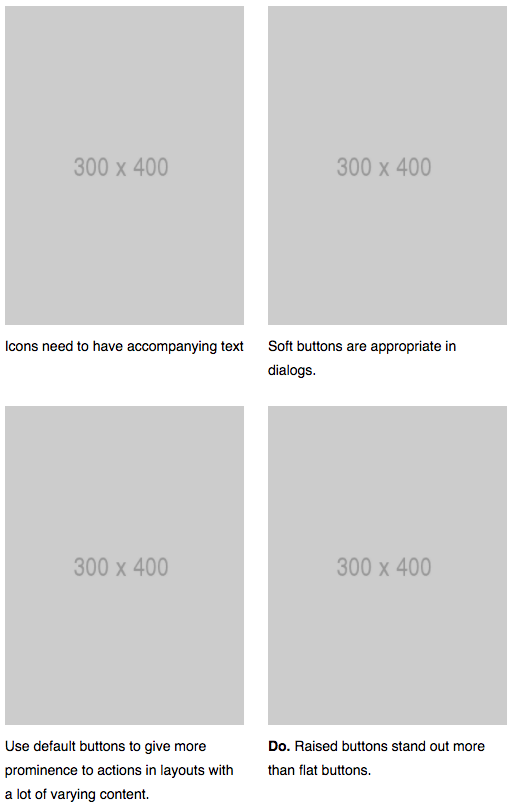 300 x 400
300 x 400
Icons need to have accompanying text
Soft buttons are appropriate in
dialogs.
300 x 400
300 x 400
Use default buttons to give more
prominence to actions in layouts with
a lot of varying content.
Do. Raised buttons stand out more
than flat buttons.